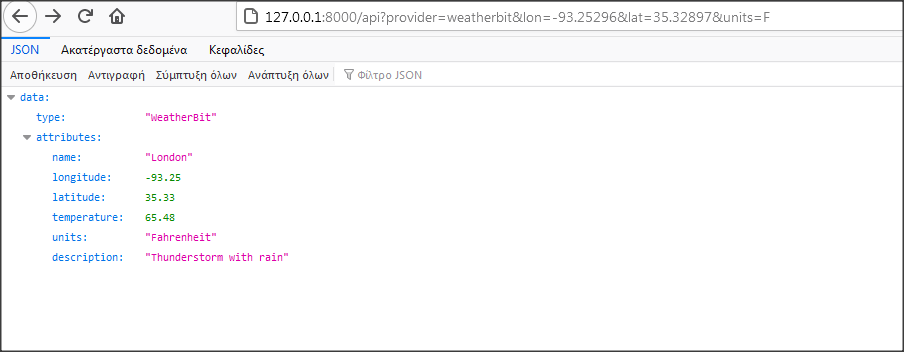 127.0.0.1:8000/api?provider=weatherbit&lon=-93.25296&lat=35.32897&units=F
JSON Ακατέργαστα δεδομένα Κεφαλίδες
Αποθήκευση Αντιγραφή Σύμπτυξη όλων Ανάπτυξη όλων Φίλτρο JSON
data:
type: "WeatherBit"
attributes:
name: "London"
longitude: -93.25
latitude: 35.33
temperature: 65.48
units: "Fahrenheit"
description: "Thunderstorm with rain"